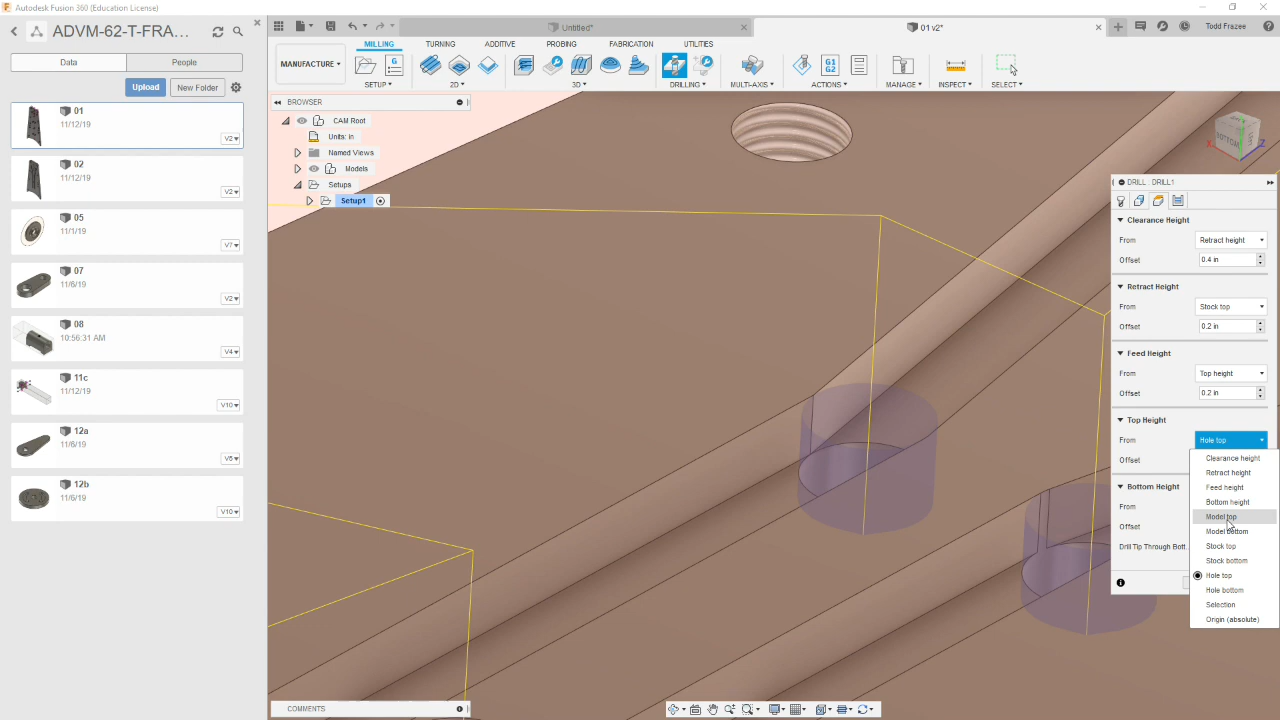 Autodesk Fusion 360 (Education License)
ADVM-62-T-FRA...
Untitled*
01 v2*
Todd Frazee
Data
People
Upload
New Folder
MILLING
TURNING
ADDITIVE
PROBING
FABRICATION
UTILITIES
MANUFACTURE
SETUP
2D
3D
DRILLING
MULTI-AXIS
ACTIONS
MANAGE
INSPECT
SELECT
G1
G2
01
11/12/19
V2
02
11/12/19
V2
05
11/1/19
V7
07
11/6/19
V2
08
10:56:31 AM
V4
11c
11/12/19
V10
12a
11/6/19
V6
12b
11/6/19
V10
BROWSER
CAM Root
Units: in
Named Views
Models
Setups
Setup1
BOTTOM
X
Z
DRILL : DRILL1
Clearance Height
From
Retract height
Offset
0.4 in
Retract Height
From
Stock top
Offset
0.2 in
Feed Height
From
Top height
Offset
0.2 in
Top Height
From
Hole top
Offset
Bottom Height
From
Offset
Drill Tip Through Bott...
Clearance height
Retract height
Feed height
Bottom height
Model top
Model bottom
Stock top
Stock bottom
Hole top
Hole bottom
Selection
Origin (absolute)
COMMENTS